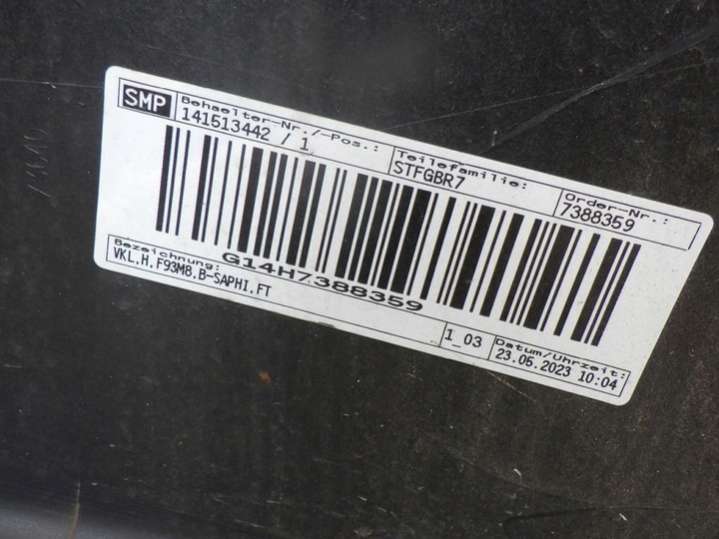 SMP
Behaelter-Nr./-Pos.:
141513442 / 1
Teilefamilie:
STFGBR7
Order-Nr.:
7388359
G14H7388359
Bezeichnung:
VKL.H.F93M8.B-SAPHI.FT
1_03
Datum/Uhrzeit:
23.06.2023 10:04